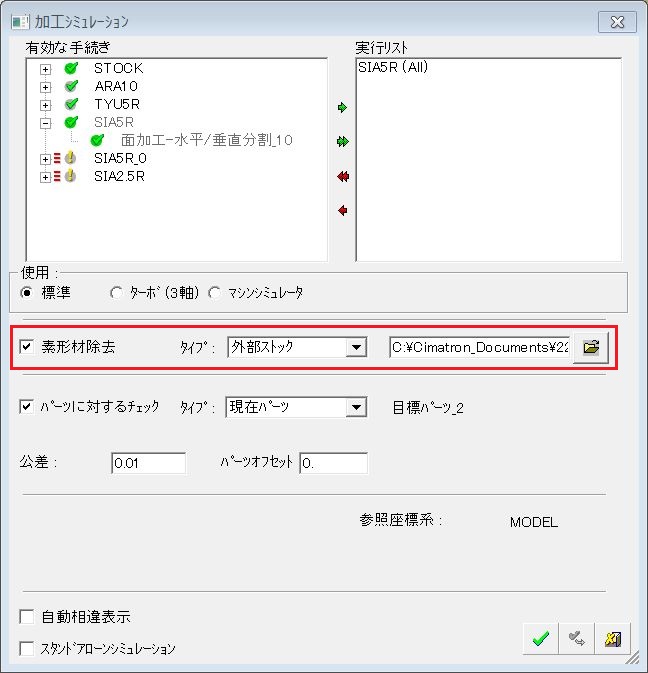 加工ｼﾐｭﾚｰｼｮﾝ
有効な手続き
STOCK
ARA10
TYU5R
SIA5R
面加工-水平/垂直分割_10
SIA5R_0
SIA2.5R
実行リスト
SIA5R (All)
使用 :
標準 ﾀｰﾎﾞ(3軸) ﾏｼﾝｼﾐｭﾚｰﾀ
素形材除去 ﾀｲﾌﾟ: 外部ｽﾄｯｸ C:¥Cimatron_Documents¥22
ﾊﾟｰﾂに対するﾁｪｯｸ ﾀｲﾌﾟ: 現在ﾊﾟｰﾂ 目標ﾊﾟｰﾂ_2
公差 : 0.01 ﾊﾟｰﾂｵﾌｾｯﾄ 0.
参照座標系 : MODEL
自動相違表示
ｽﾀﾝﾄﾞｱﾛｰﾝｼﾐｭﾚｰｼｮﾝ